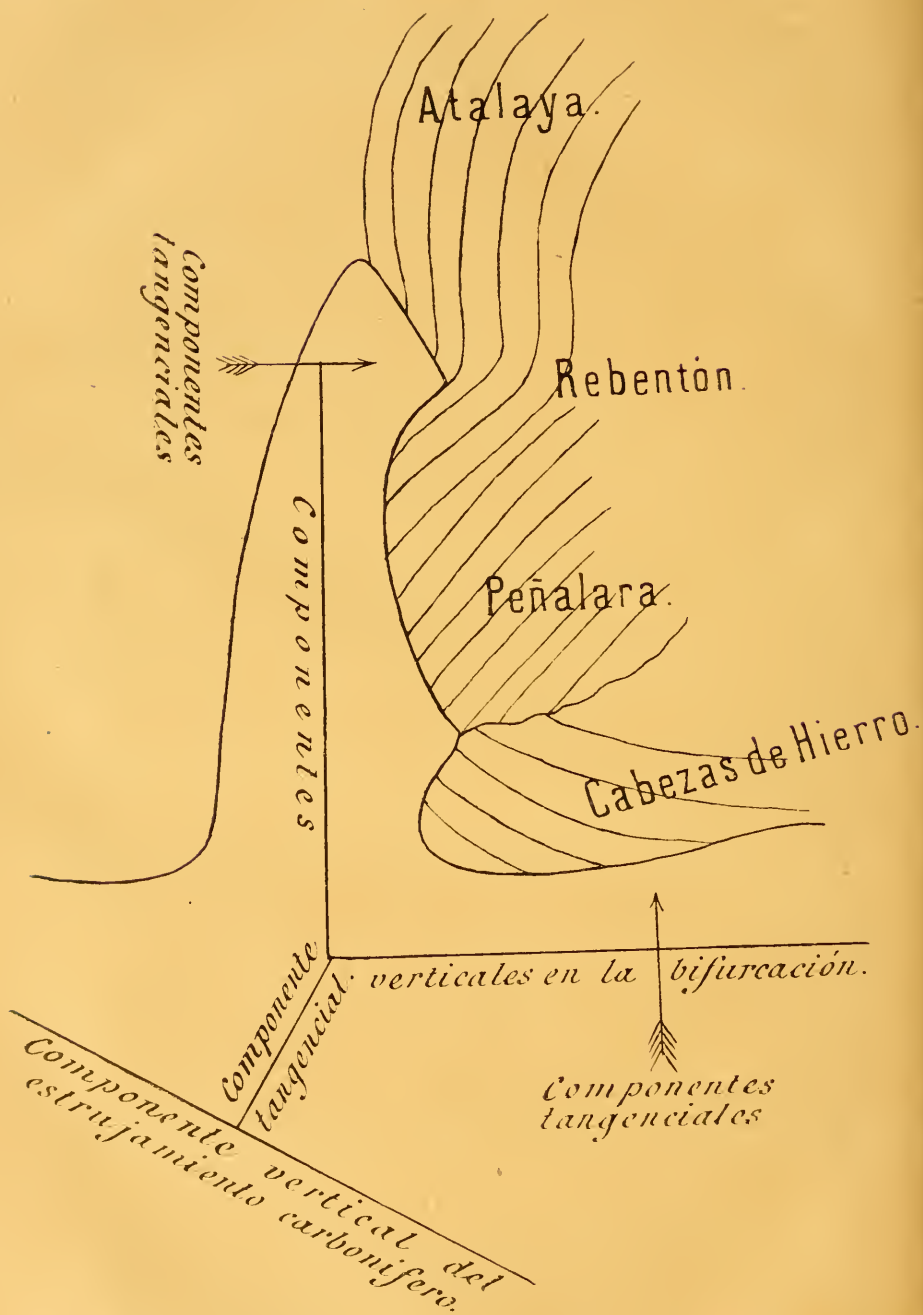 Atalaya.
Componentes
tangenciales
Rebentón.
Componentes
Peñalara.
Cabezas de Hierro.
Componente
tangencial:
verticales en la bifurcación.
Componentes
tangenciales
Componente vertical del
estrujamiento carbonífero.